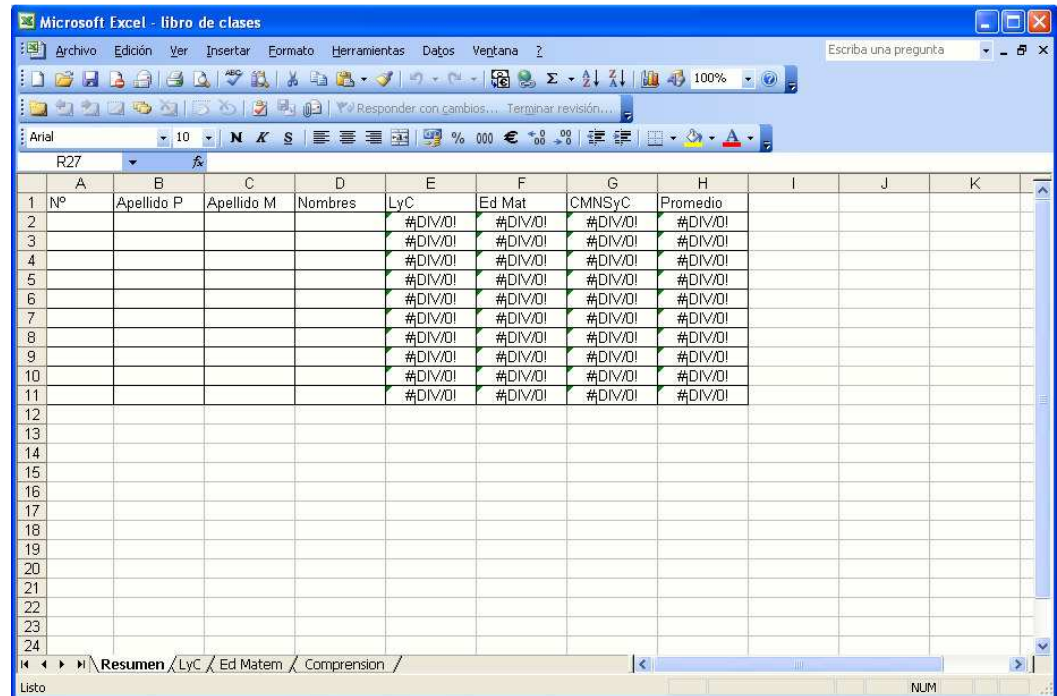 Microsoft Excel - libro de clases
Archivo Edición Ver Insertar Formato Herramientas Datos Ventana ? Escriba una pregunta
100%
Responder con cambios... Terminar revisión...
Arial 10 N K S % 000 €
R27 fx
A B C D E F G H I J K
1 Nº Apellido P Apellido M Nombres LyC Ed Mat CMNSyC Promedio
2 #¡DIV/0! #¡DIV/0! #¡DIV/0! #¡DIV/0!
3 #¡DIV/0! #¡DIV/0! #¡DIV/0! #¡DIV/0!
4 #¡DIV/0! #¡DIV/0! #¡DIV/0! #¡DIV/0!
5 #¡DIV/0! #¡DIV/0! #¡DIV/0! #¡DIV/0!
6 #¡DIV/0! #¡DIV/0! #¡DIV/0! #¡DIV/0!
7 #¡DIV/0! #¡DIV/0! #¡DIV/0! #¡DIV/0!
8 #¡DIV/0! #¡DIV/0! #¡DIV/0! #¡DIV/0!
9 #¡DIV/0! #¡DIV/0! #¡DIV/0! #¡DIV/0!
10 #¡DIV/0! #¡DIV/0! #¡DIV/0! #¡DIV/0!
11 #¡DIV/0! #¡DIV/0! #¡DIV/0! #¡DIV/0!
12
13
14
15
16
17
18
19
20
21
22
23
24
Resumen LyC Ed Matem Comprension
Listo NUM